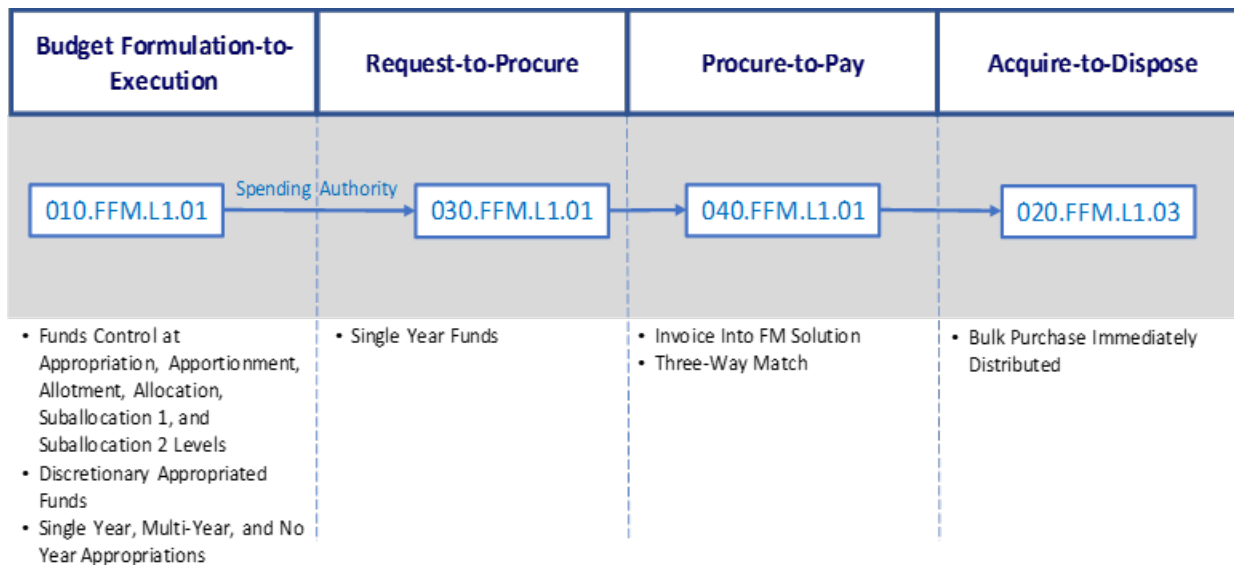 Budget Formulation-to-
Execution
Request-to-Procure
Procure-to-Pay
Acquire-to-Dispose
010.FFM.L1.01
Spending Authority
030.FFM.L1.01
040.FFM.L1.01
020.FFM.L1.03
• Funds Control at
Appropriation, Apportionment,
Allotment, Allocation,
Suballocation 1, and
Suballocation 2 Levels
• Discretionary Appropriated
Funds
• Single Year, Multi-Year, and No
Year Appropriations
• Single Year Funds
• Invoice Into FM Solution
• Three-Way Match
• Bulk Purchase Immediately
Distributed